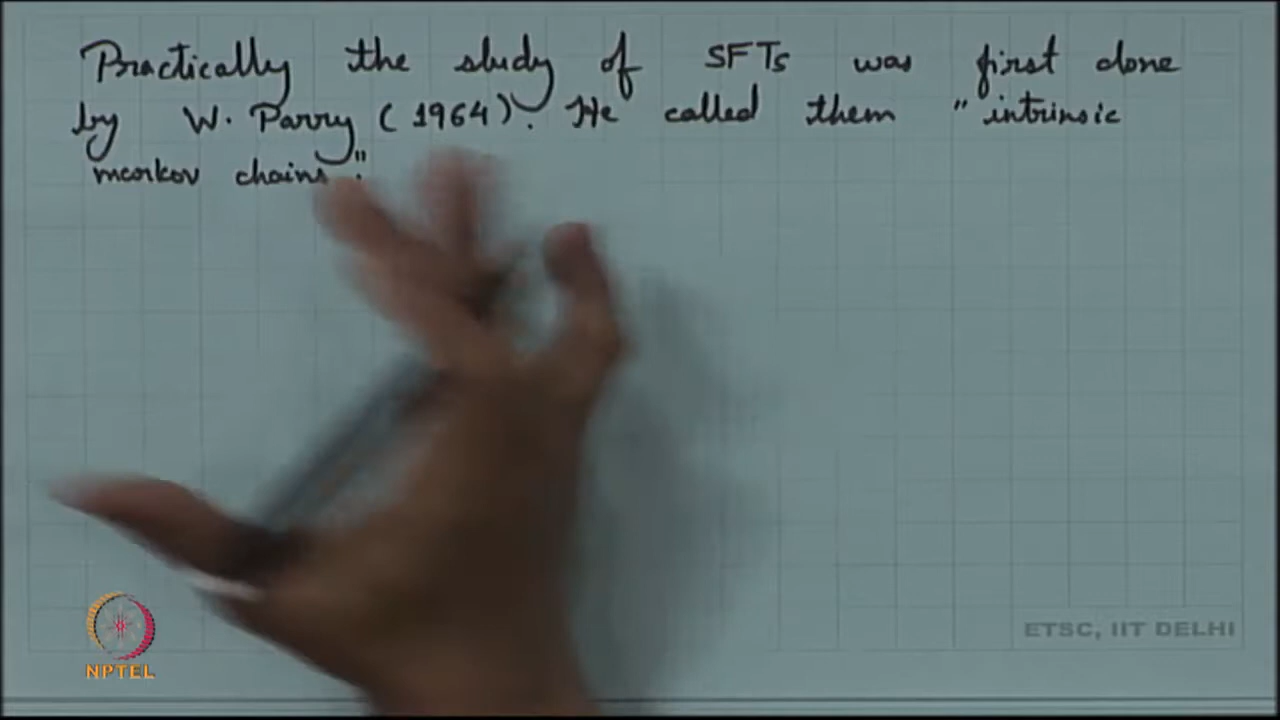 Practically the study of SFTs was first done
by W. Parry (1964). He called them "intrinsic
markov chains".
NPTEL
ETSC, IIT DELHI